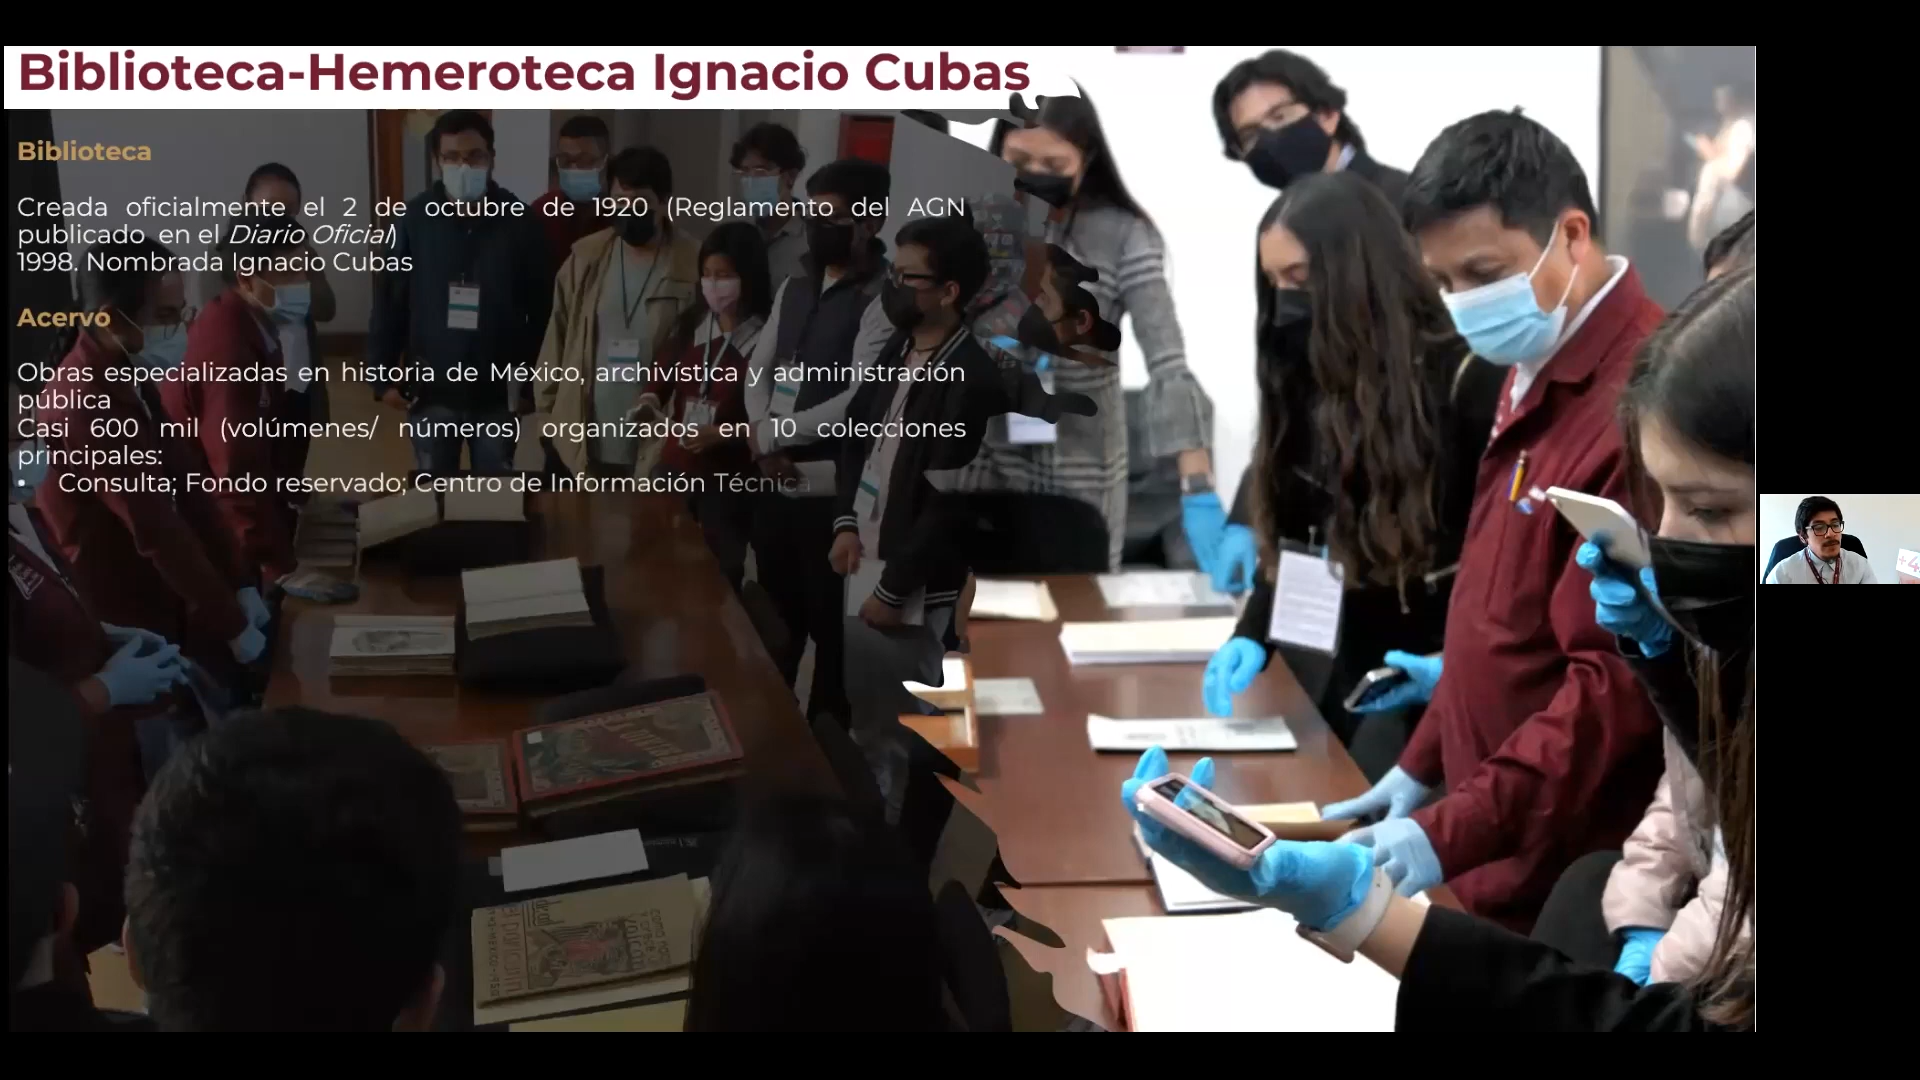 Biblioteca-Hemeroteca Ignacio Cubas
Biblioteca
Creada oficialmente el 2 de octubre de 1920 (Reglamento del AGN
publicado en el Diario Oficial)
1998. Nombrada Ignacio Cubas
Acervo
Obras especializadas en historia de México, archivística y administración
pública
Casi 600 mil (volúmenes/ números) organizados en 10 colecciones
principales:
• Consulta; Fondo reservado; Centro de Información Técnica